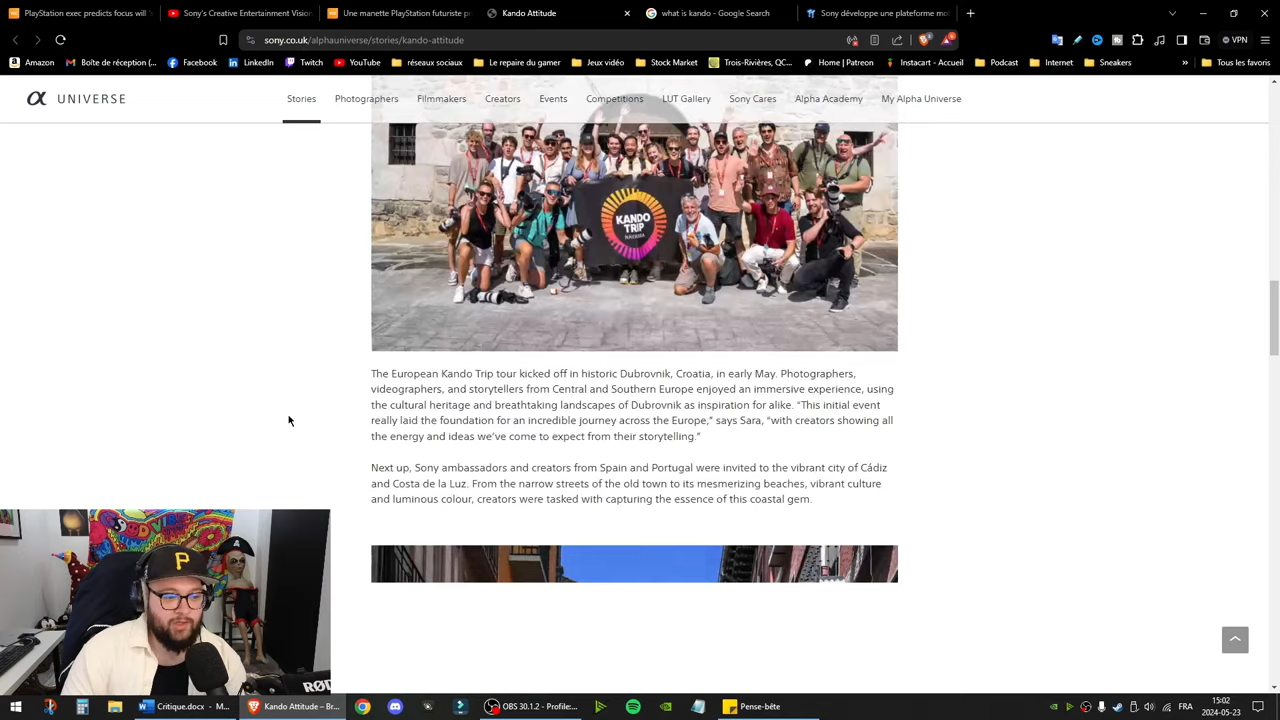 PlayStation exec predicts focus will 's
Sony's Creative Entertainment Vision
Une manette PlayStation futuriste pr
Kando Attitude
what is kando - Google Search
Sony développe une plateforme mo
sony.co.uk/alphauniverse/stories/kando-attitude
VPN
Amazon
Boîte de réception (...
Facebook
LinkedIn
Twitch
YouTube
réseaux sociaux
Le repaire du gamer
Jeux vidéo
Stock Market
Trois-Rivières, QC...
Home | Patreon
Instacart - Accueil
Podcast
Internet
Sneakers
Tous les favoris
α UNIVERSE
Stories
Photographers
Filmmakers
Creators
Events
Competitions
LUT Gallery
Sony Cares
Alpha Academy
My Alpha Universe
KANDO
TRIP
NAVARRA
The European Kando Trip tour kicked off in historic Dubrovnik, Croatia, in early May. Photographers,
videographers, and storytellers from Central and Southern Europe enjoyed an immersive experience, using
the cultural heritage and breathtaking landscapes of Dubrovnik as inspiration for alike. “This initial event
really laid the foundation for an incredible journey across the Europe,” says Sara, “with creators showing all
the energy and ideas we’ve come to expect from their storytelling.”
Next up, Sony ambassadors and creators from Spain and Portugal were invited to the vibrant city of Cádiz
and Costa de la Luz. From the narrow streets of the old town to its mesmerizing beaches, vibrant culture
and luminous colour, creators were tasked with capturing the essence of this coastal gem.
GOOD VIBES
P
A
RØDE
Critique.docx - M...
Kando Attitude – Br...
OBS 30.1.2 - Profile:...
Pense-bête
FRA
15:02
2024-05-23